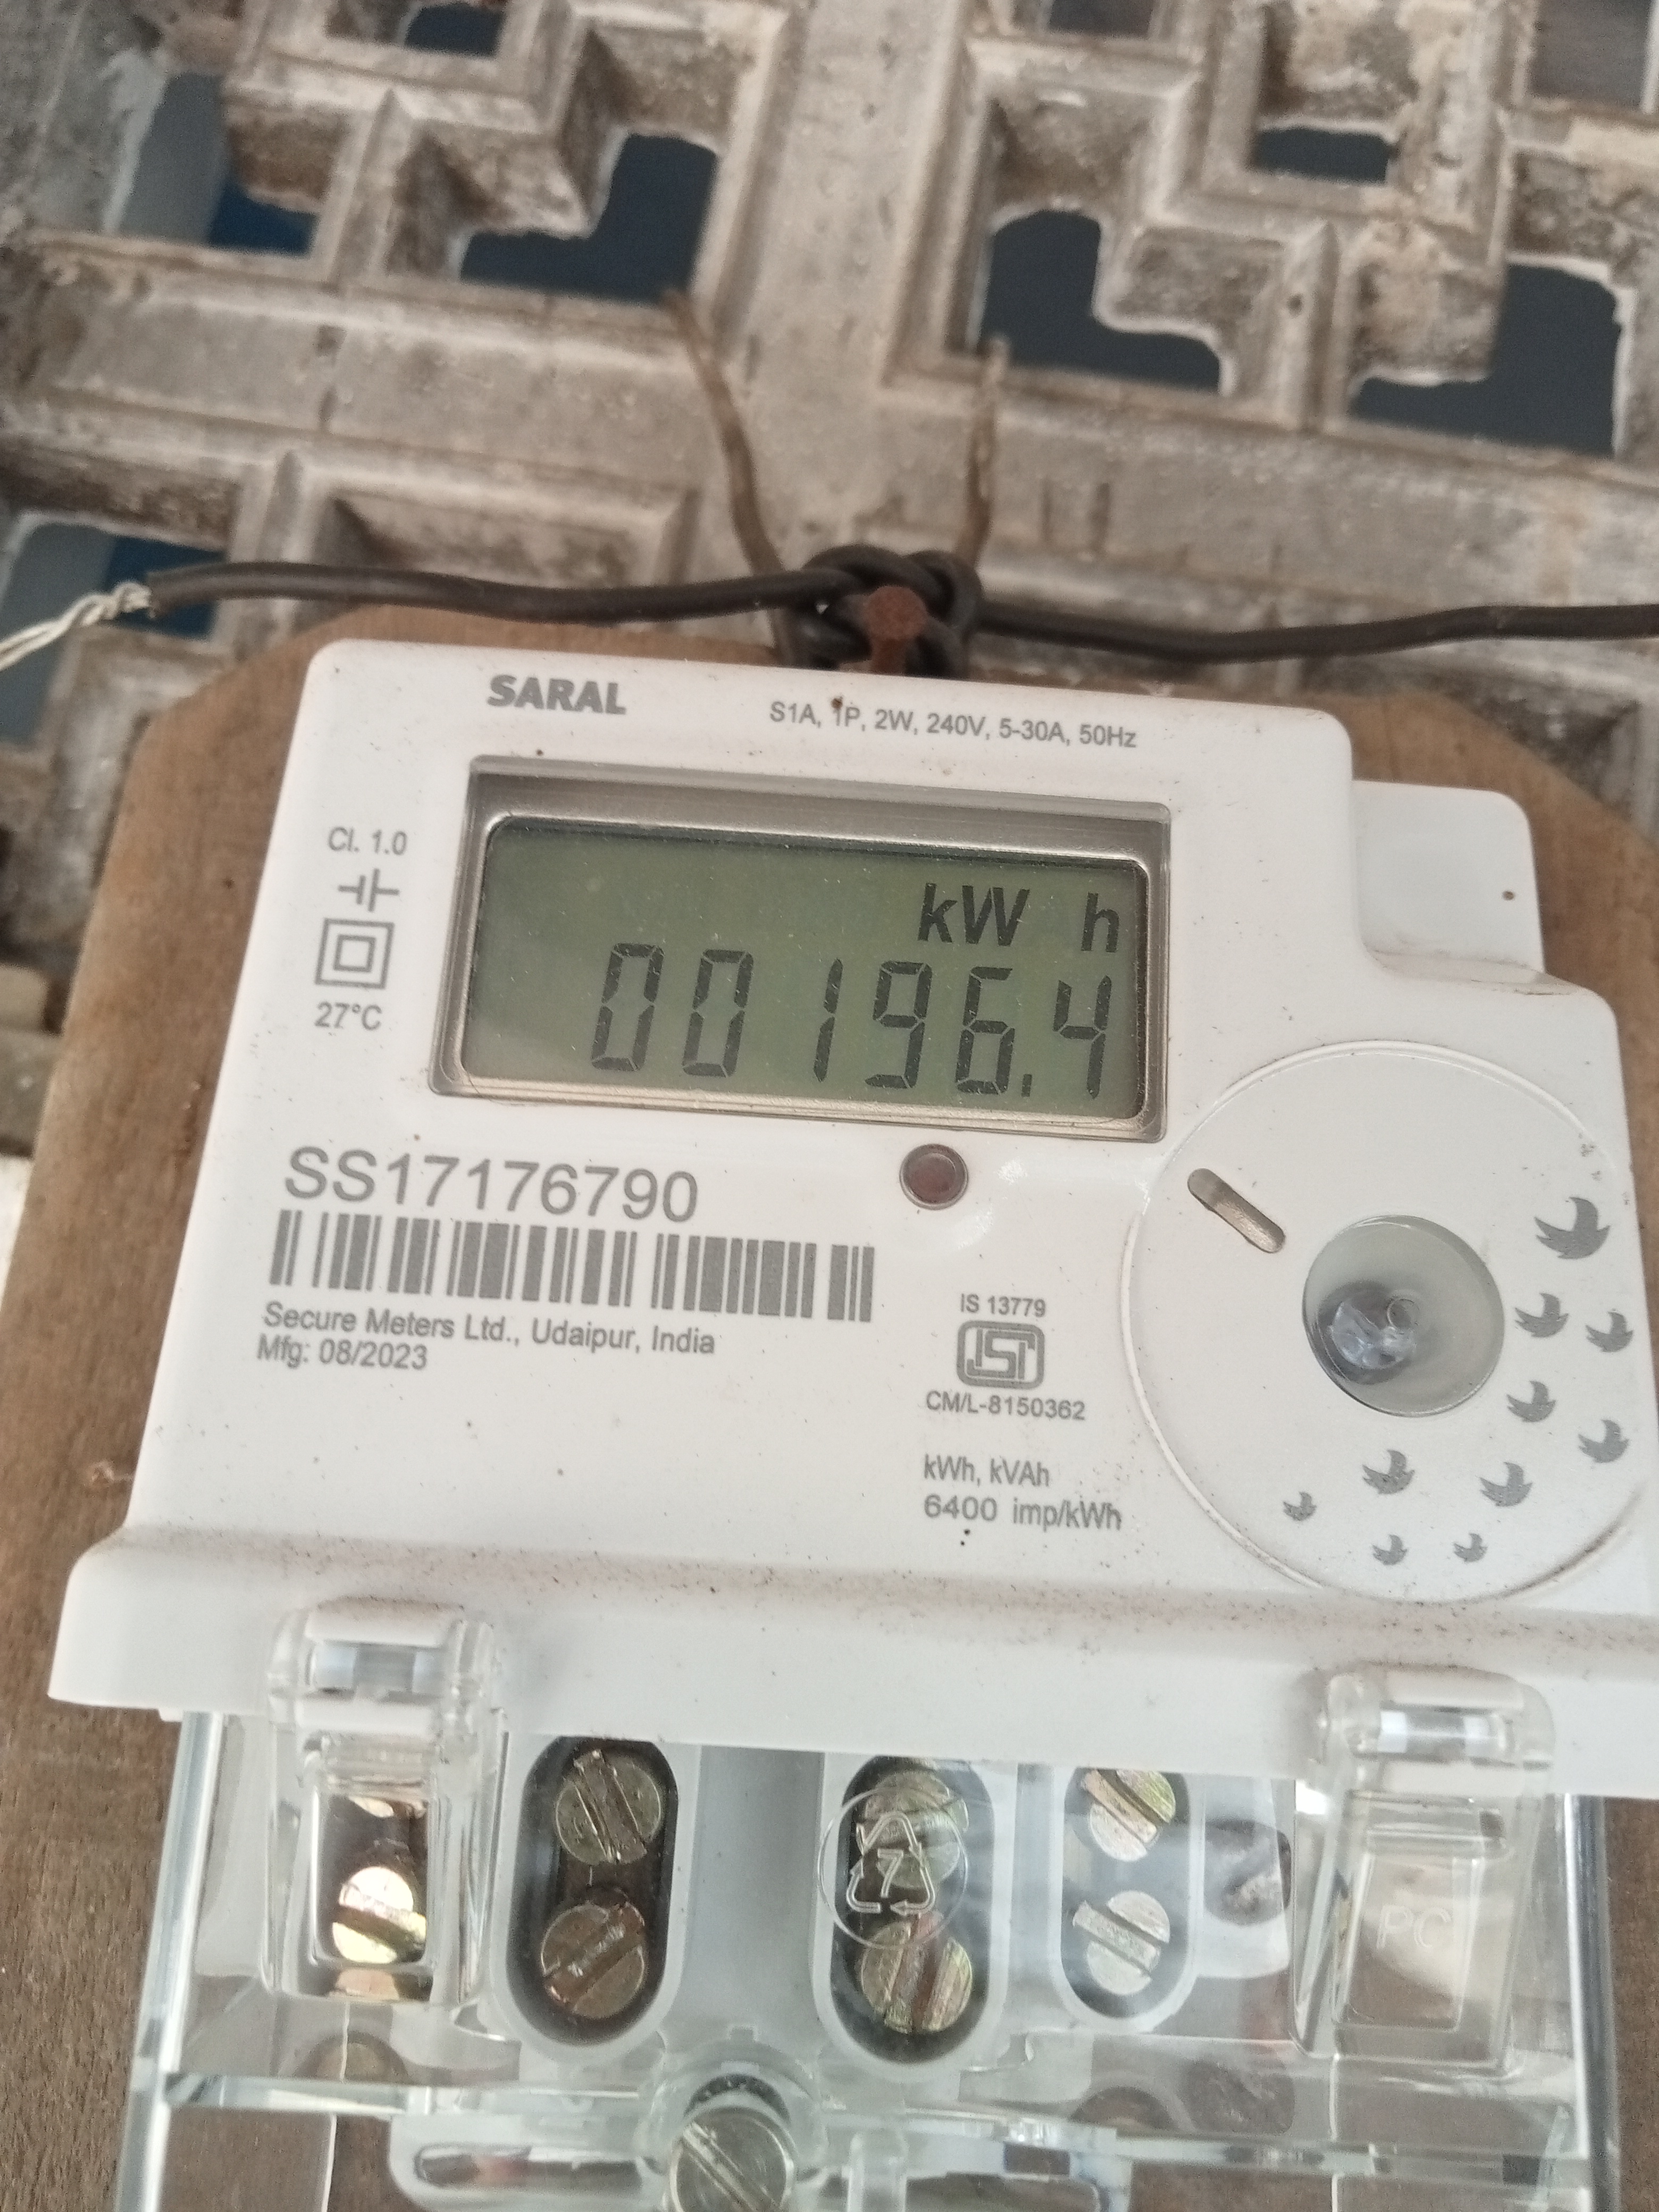 SARAL
S1A, 1P, 2W, 240V, 5-30A, 50Hz
Cl. 1.0
27°C
kW h
00196.4
SS17176790
Secure Meters Ltd., Udaipur, India
Mfg: 08/2023
IS 13779
ISI
CM/L-8150362
kWh, kVAh
6400 imp/kWh
7
PC